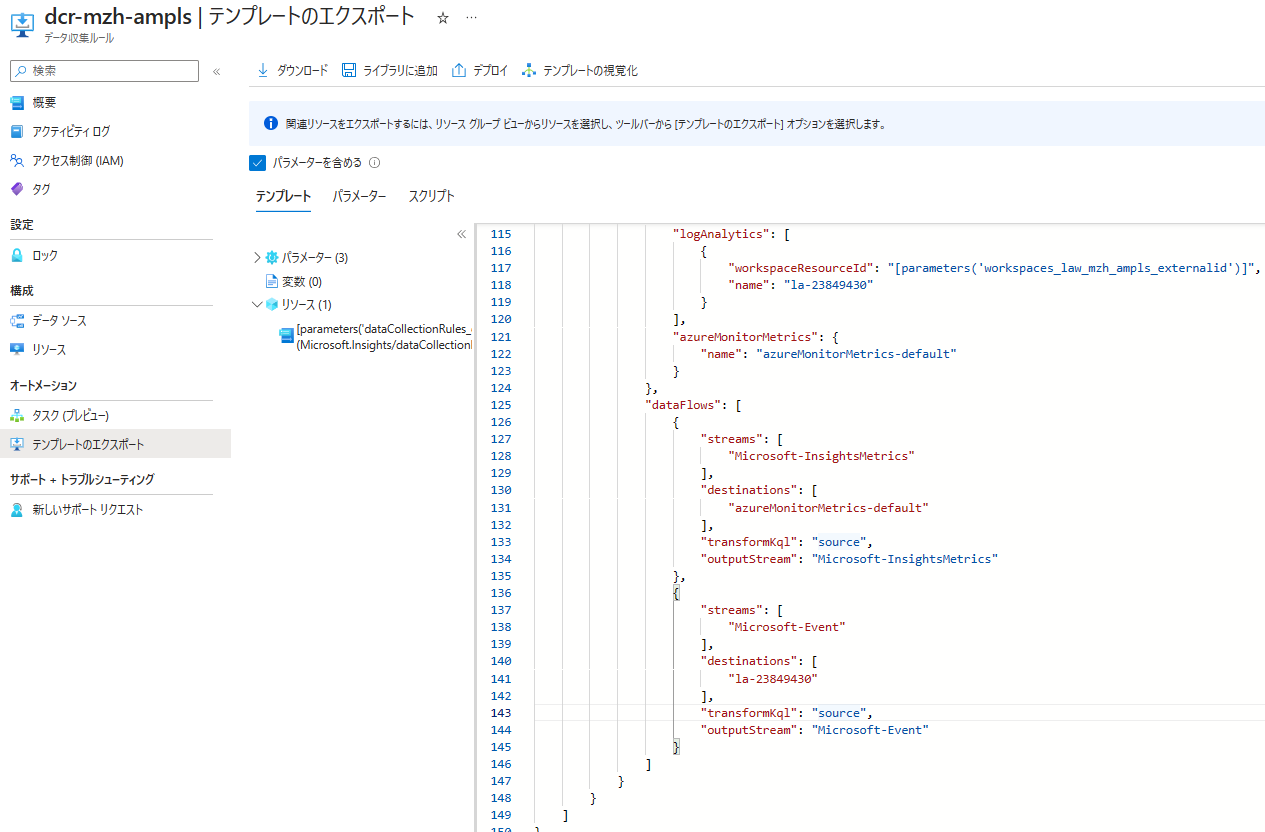 dcr-mzh-ampls | テンプレートのエクスポート
データ収集ルール
検索
概要
アクティビティ ログ
アクセス制御 (IAM)
タグ
設定
ロック
構成
データ ソース
リソース
オートメーション
タスク (プレビュー)
テンプレートのエクスポート
サポート + トラブルシューティング
新しいサポート リクエスト
ダウンロード ライブラリに追加 デプロイ テンプレートの視覚化
関連リソースをエクスポートするには、リソース グループ ビューからリソースを選択し、ツールバーから [テンプレートのエクスポート] オプションを選択します。
パラメーターを含める
テンプレート パラメーター スクリプト
パラメーター (3)
変数 (0)
リソース (1)
[parameters('dataCollectionRules_
(Microsoft.Insights/dataCollection
115 "logAnalytics": [
116 {
117 "workspaceResourceId": "[parameters('workspaces_law_mzh_ampls_externalid')]",
118 "name": "la-23849430"
119 }
120 ],
121 "azureMonitorMetrics": {
122 "name": "azureMonitorMetrics-default"
123 }
124 },
125 "dataFlows": [
126 {
127 "streams": [
128 "Microsoft-InsightsMetrics"
129 ],
130 "destinations": [
131 "azureMonitorMetrics-default"
132 ],
133 "transformKql": "source",
134 "outputStream": "Microsoft-InsightsMetrics"
135 },
136 {
137 "streams": [
138 "Microsoft-Event"
139 ],
140 "destinations": [
141 "la-23849430"
142 ],
143 "transformKql": "source",
144 "outputStream": "Microsoft-Event"
145 }
146 ]
147 }
148 }
149 ]
150 }